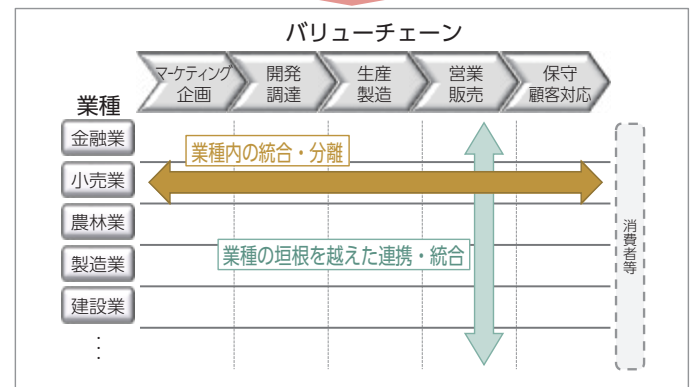 バリューチェーン
マーケティング
企画
開発
調達
生産
製造
営業
販売
保守
顧客対応
業種
金融業
業種内の統合・分離
小売業
農林業
業種の垣根を越えた連携・統合
製造業
建設業
⋮
消費者等